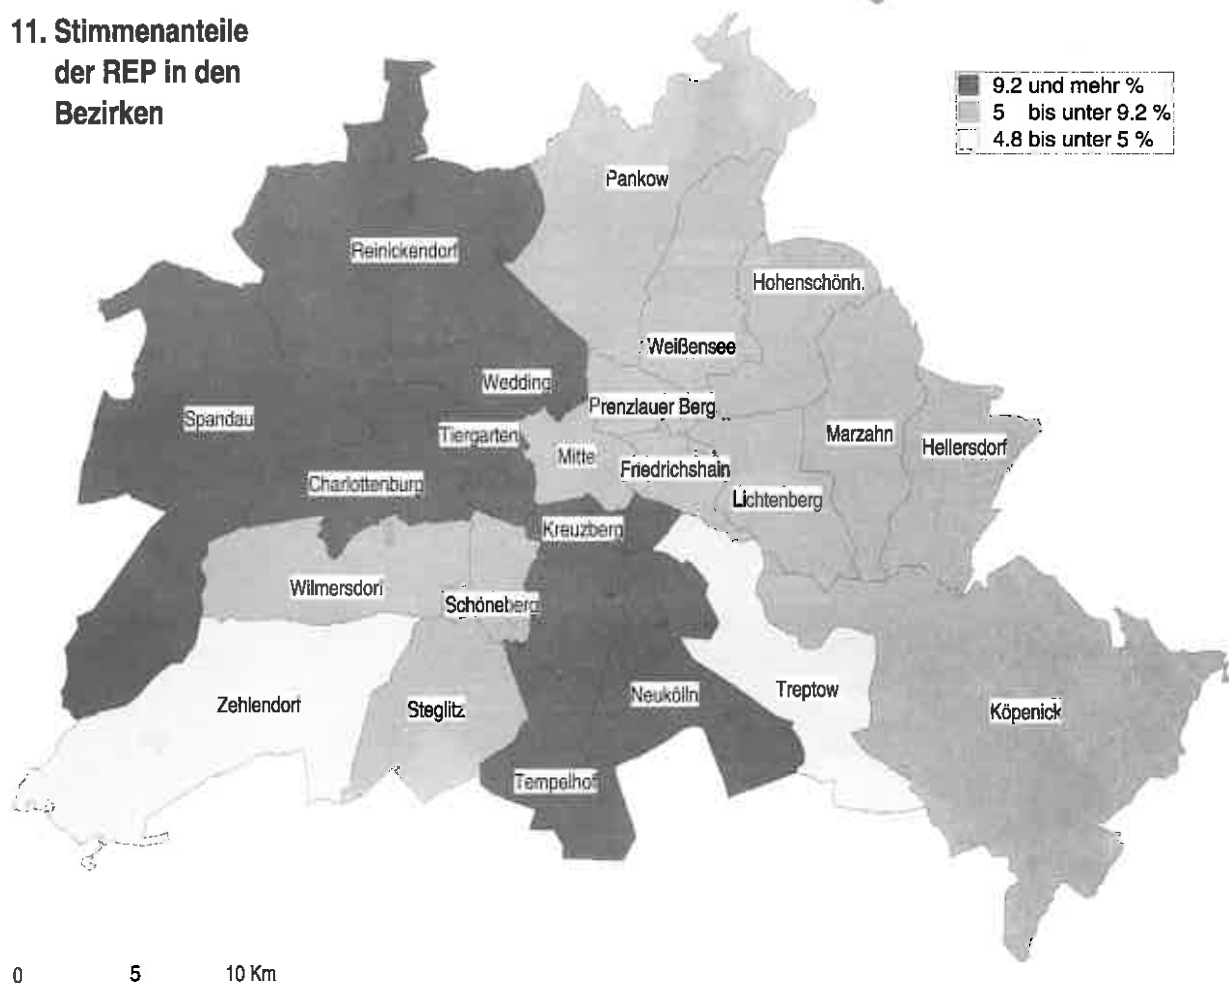 11. Stimmenanteile
der REP in den
Bezirken
9.2 und mehr %
5 bis unter 9.2 %
4.8 bis unter 5 %
Pankow
Reinickendorf
Hohenschönh.
Weißensee
Wedding
Prenzlauer Berg
Spandau
Tiergarten
Marzahn
Hellersdorf
Mitte
Friedrichshain
Charlottenburg
Lichtenberg
Kreuzberg
Wilmersdorf
Schöneberg
Zehlendorf
Steglitz
Neukölln
Treptow
Köpenick
Tempelhof
0 5 10 Km